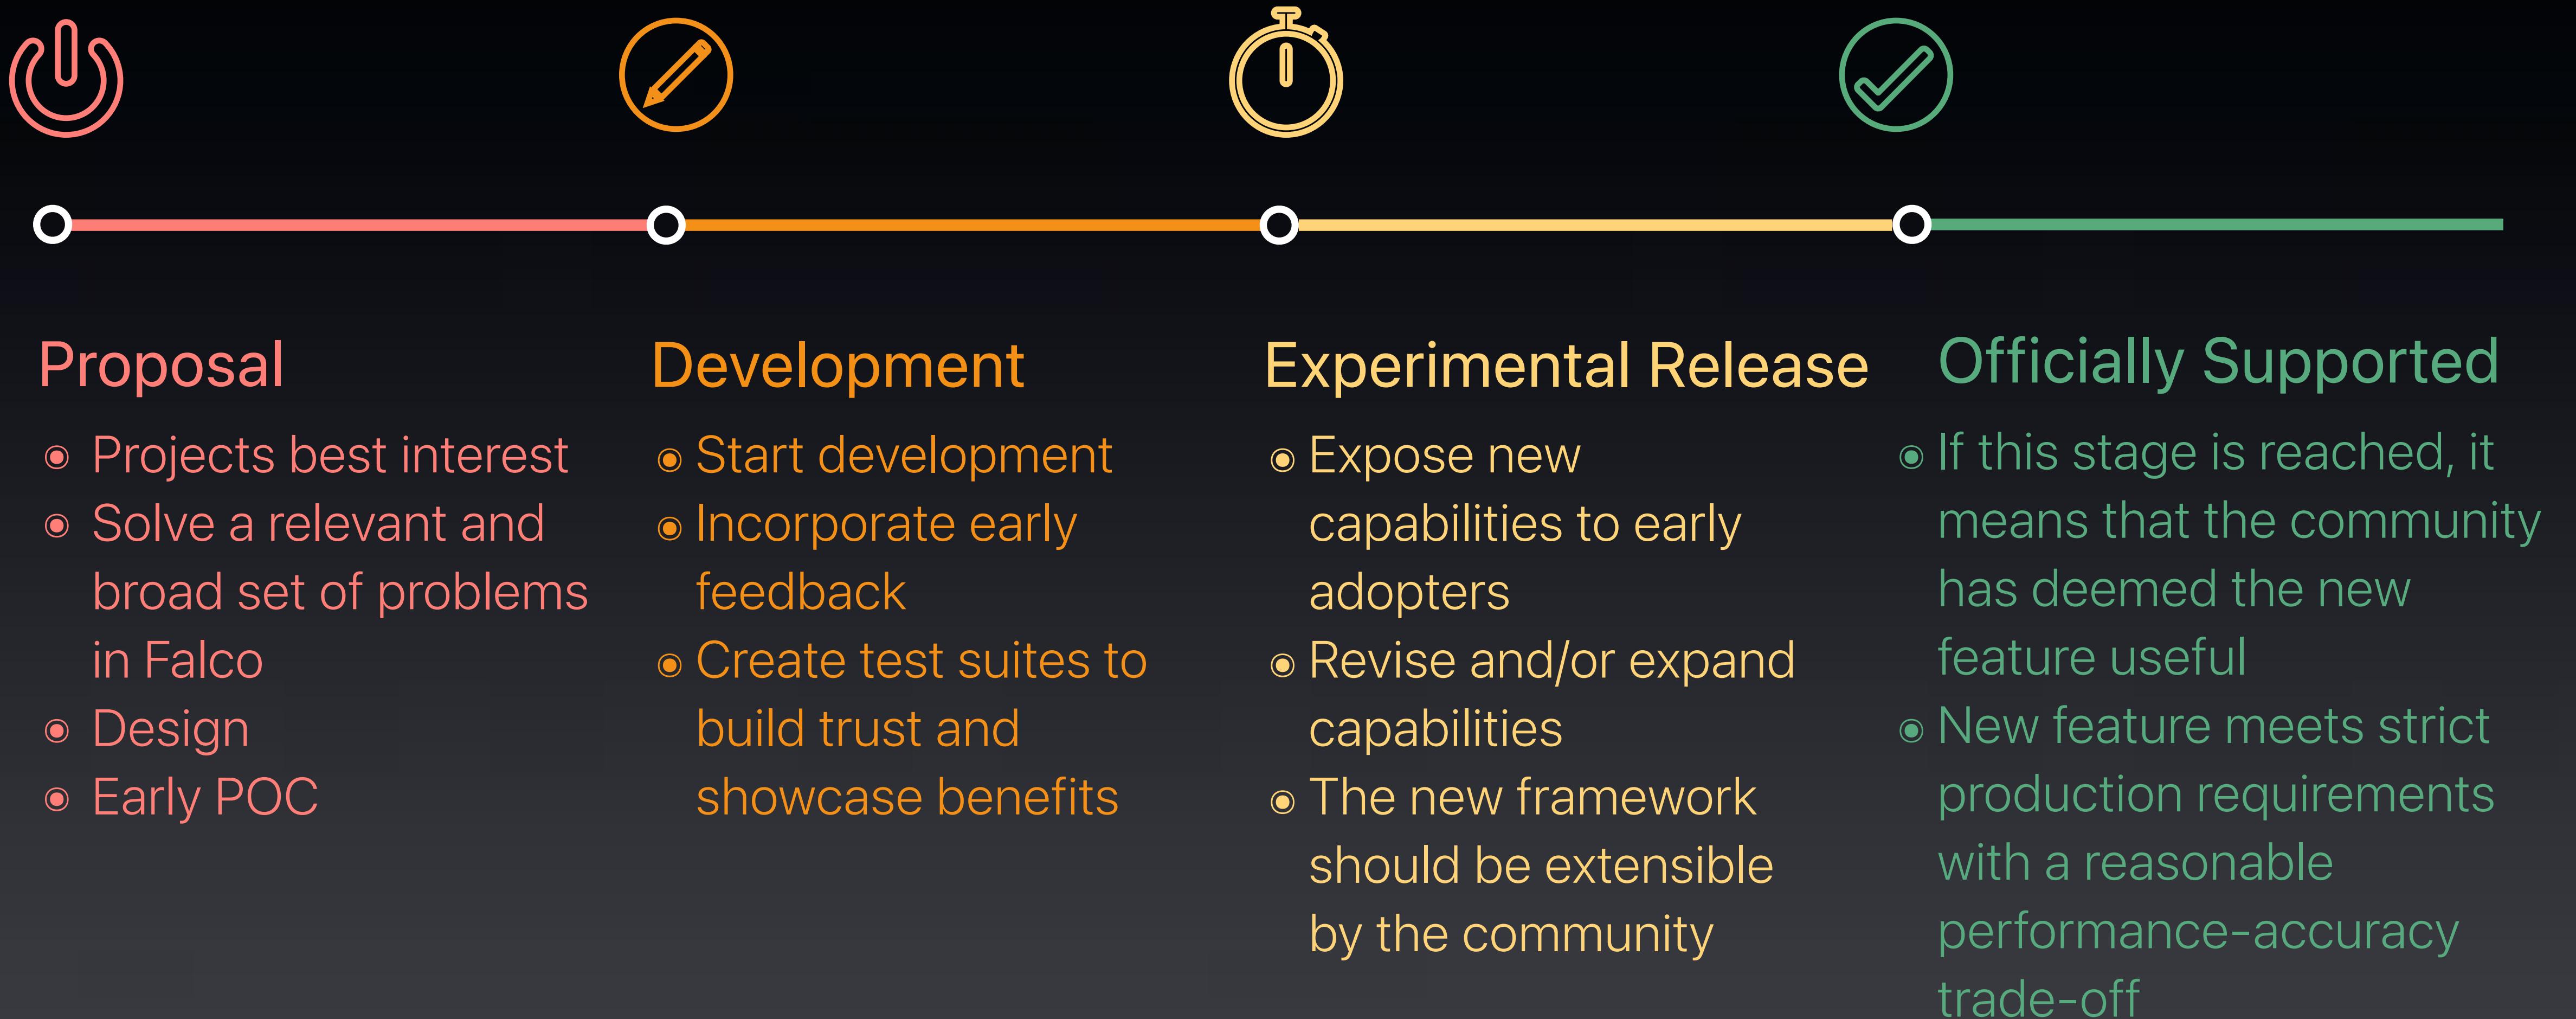 Proposal
Projects best interest
Solve a relevant and
broad set of problems
in Falco
Design
Early POC
Development
Start development
Incorporate early
feedback
Create test suites to
build trust and
showcase benefits
Experimental Release
Expose new
capabilities to early
adopters
Revise and/or expand
capabilities
The new framework
should be extensible
by the community
Officially Supported
If this stage is reached, it
means that the community
has deemed the new
feature useful
New feature meets strict
production requirements
with a reasonable
performance-accuracy
trade-off